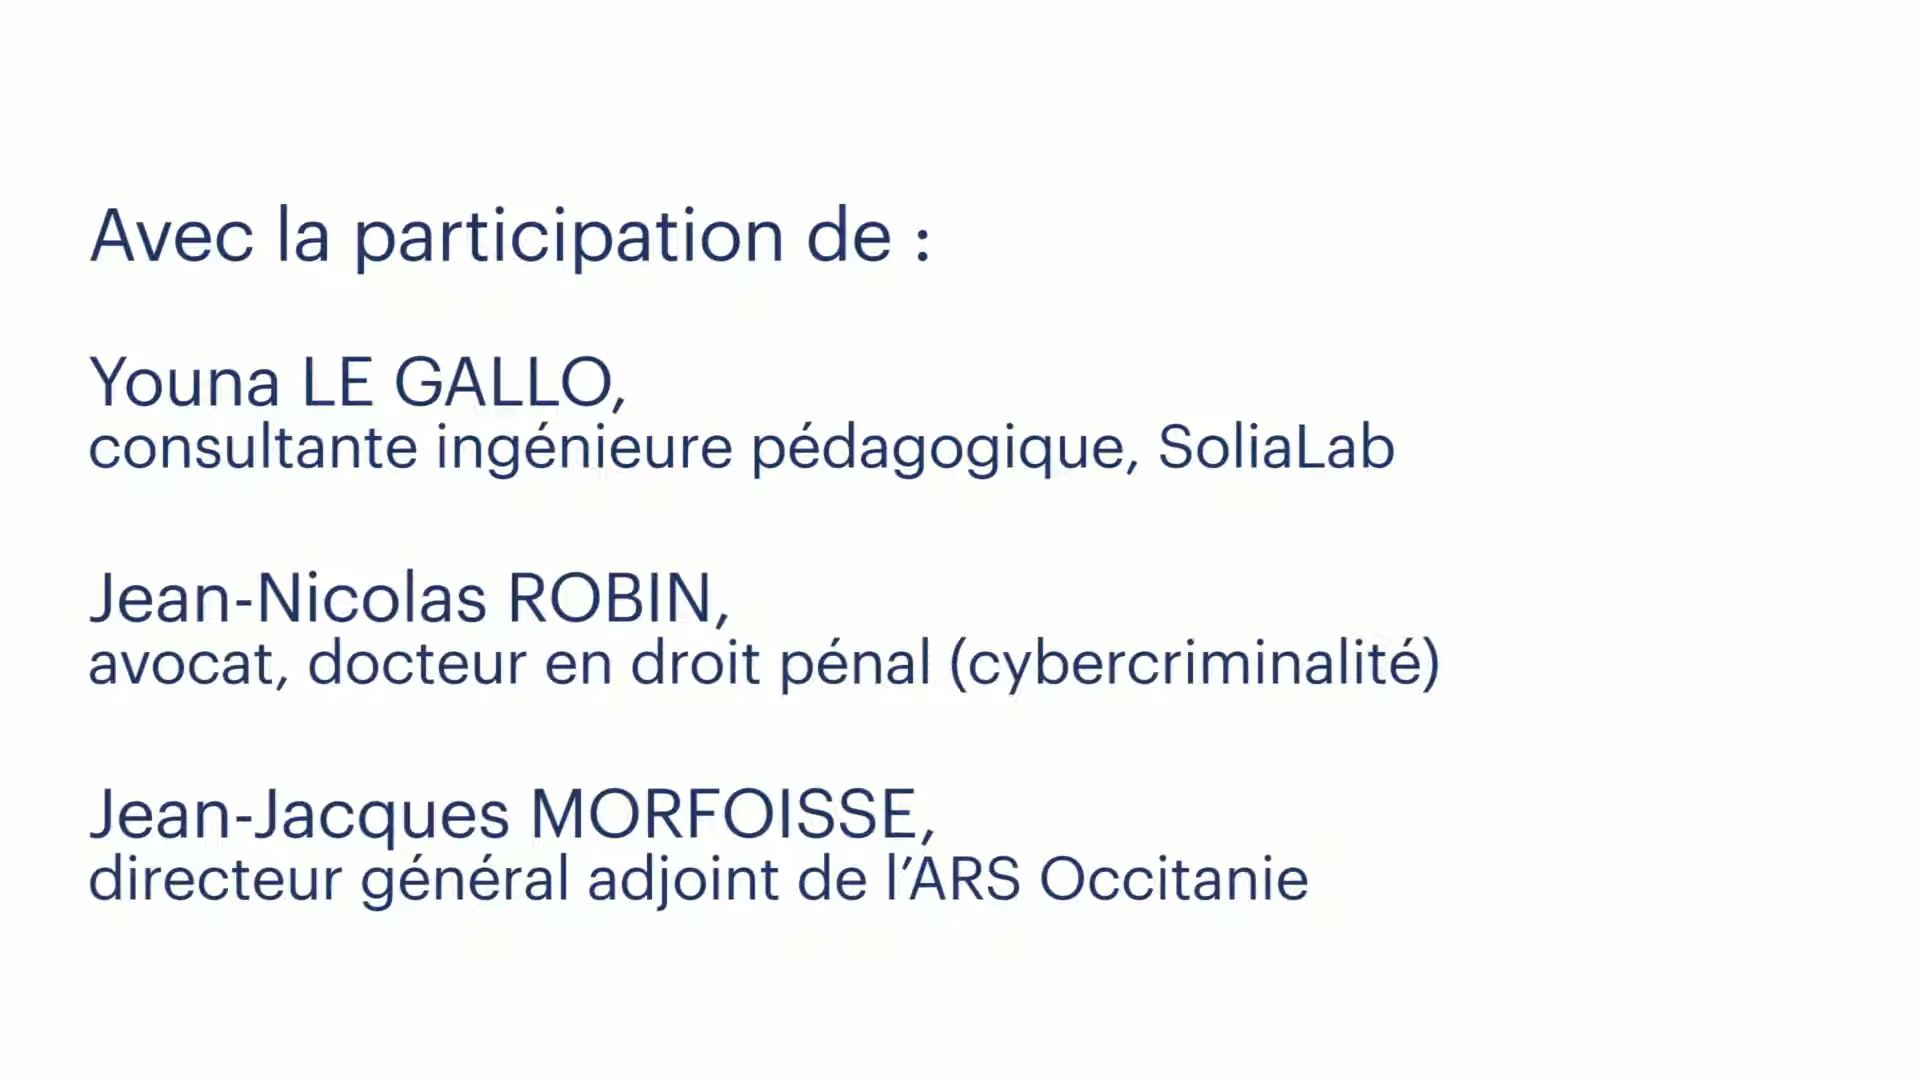 Avec la participation de :
Youna LE GALLO,
consultante ingénieure pédagogique, SoliaLab
Jean-Nicolas ROBIN,
avocat, docteur en droit pénal (cybercriminalité)
Jean-Jacques MORFOISSE,
directeur général adjoint de l’ARS Occitanie